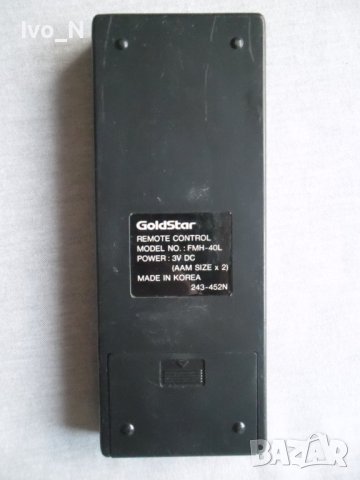 Ivo_N
GoldStar
REMOTE CONTROL
MODEL NO.: FMH-40L
POWER: 3V DC
(AAM SIZE x 2)
MADE IN KOREA
243-452N
BAZAR